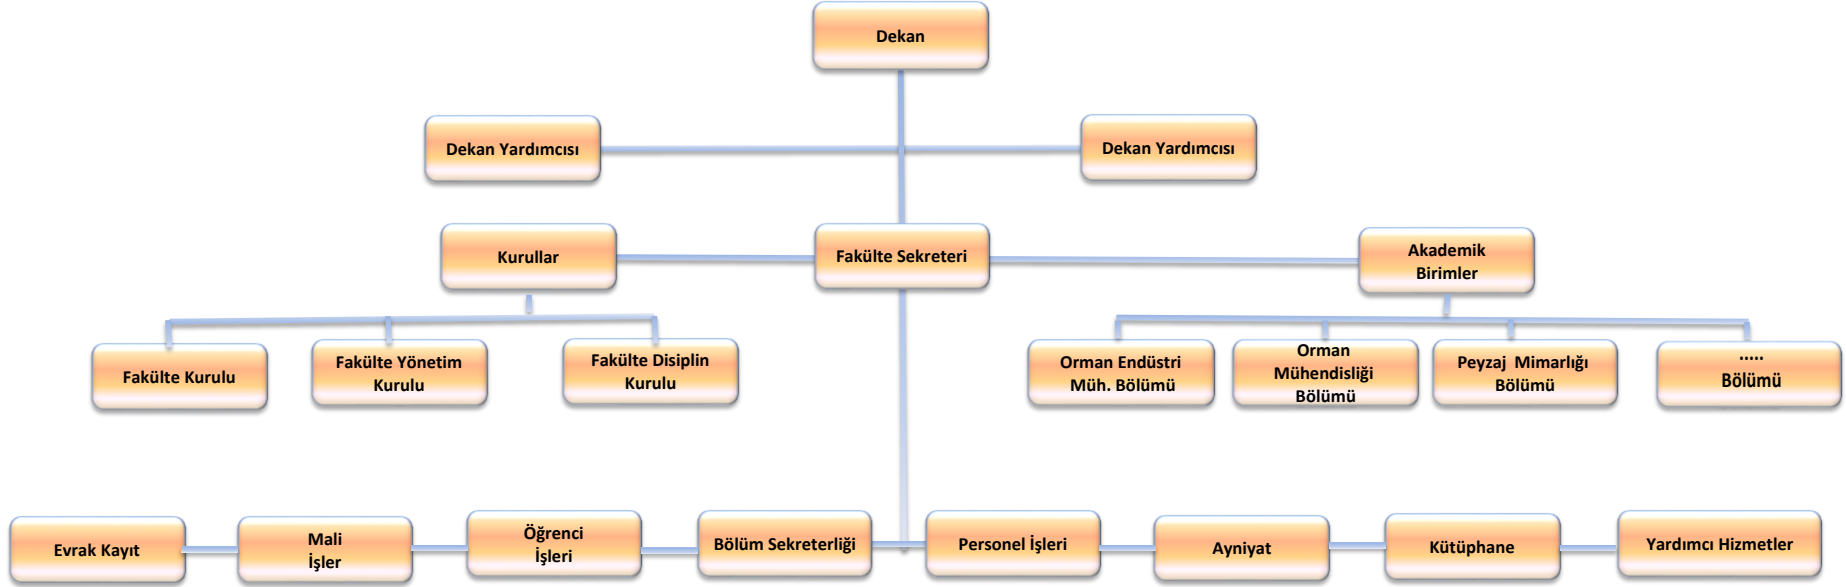 Dekan
Dekan Yardımcısı
Dekan Yardımcısı
Kurullar
Fakülte Sekreteri
Akademik
Birimler
Fakülte Kurulu
Fakülte Yönetim
Kurulu
Fakülte Disiplin
Kurulu
Orman Endüstri
Müh. Bölümü
Orman
Mühendisliği
Bölümü
Peyzaj Mimarlığı
Bölümü
.....
Bölümü
Evrak Kayıt
Mali
İşler
Öğrenci
İşleri
Bölüm Sekreterliği
Personel İşleri
Ayniyat
Kütüphane
Yardımcı Hizmetler